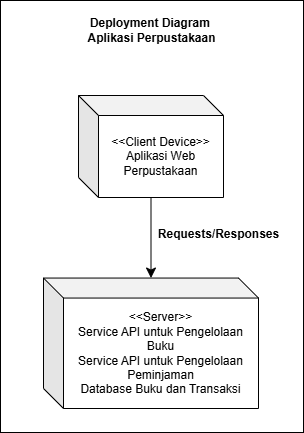 Deployment Diagram
Aplikasi Perpustakaan
<<Client Device>>
Aplikasi Web
Perpustakaan
Requests/Responses
<<Server>>
Service API untuk Pengelolaan
Buku
Service API untuk Pengelolaan
Peminjaman
Database Buku dan Transaksi